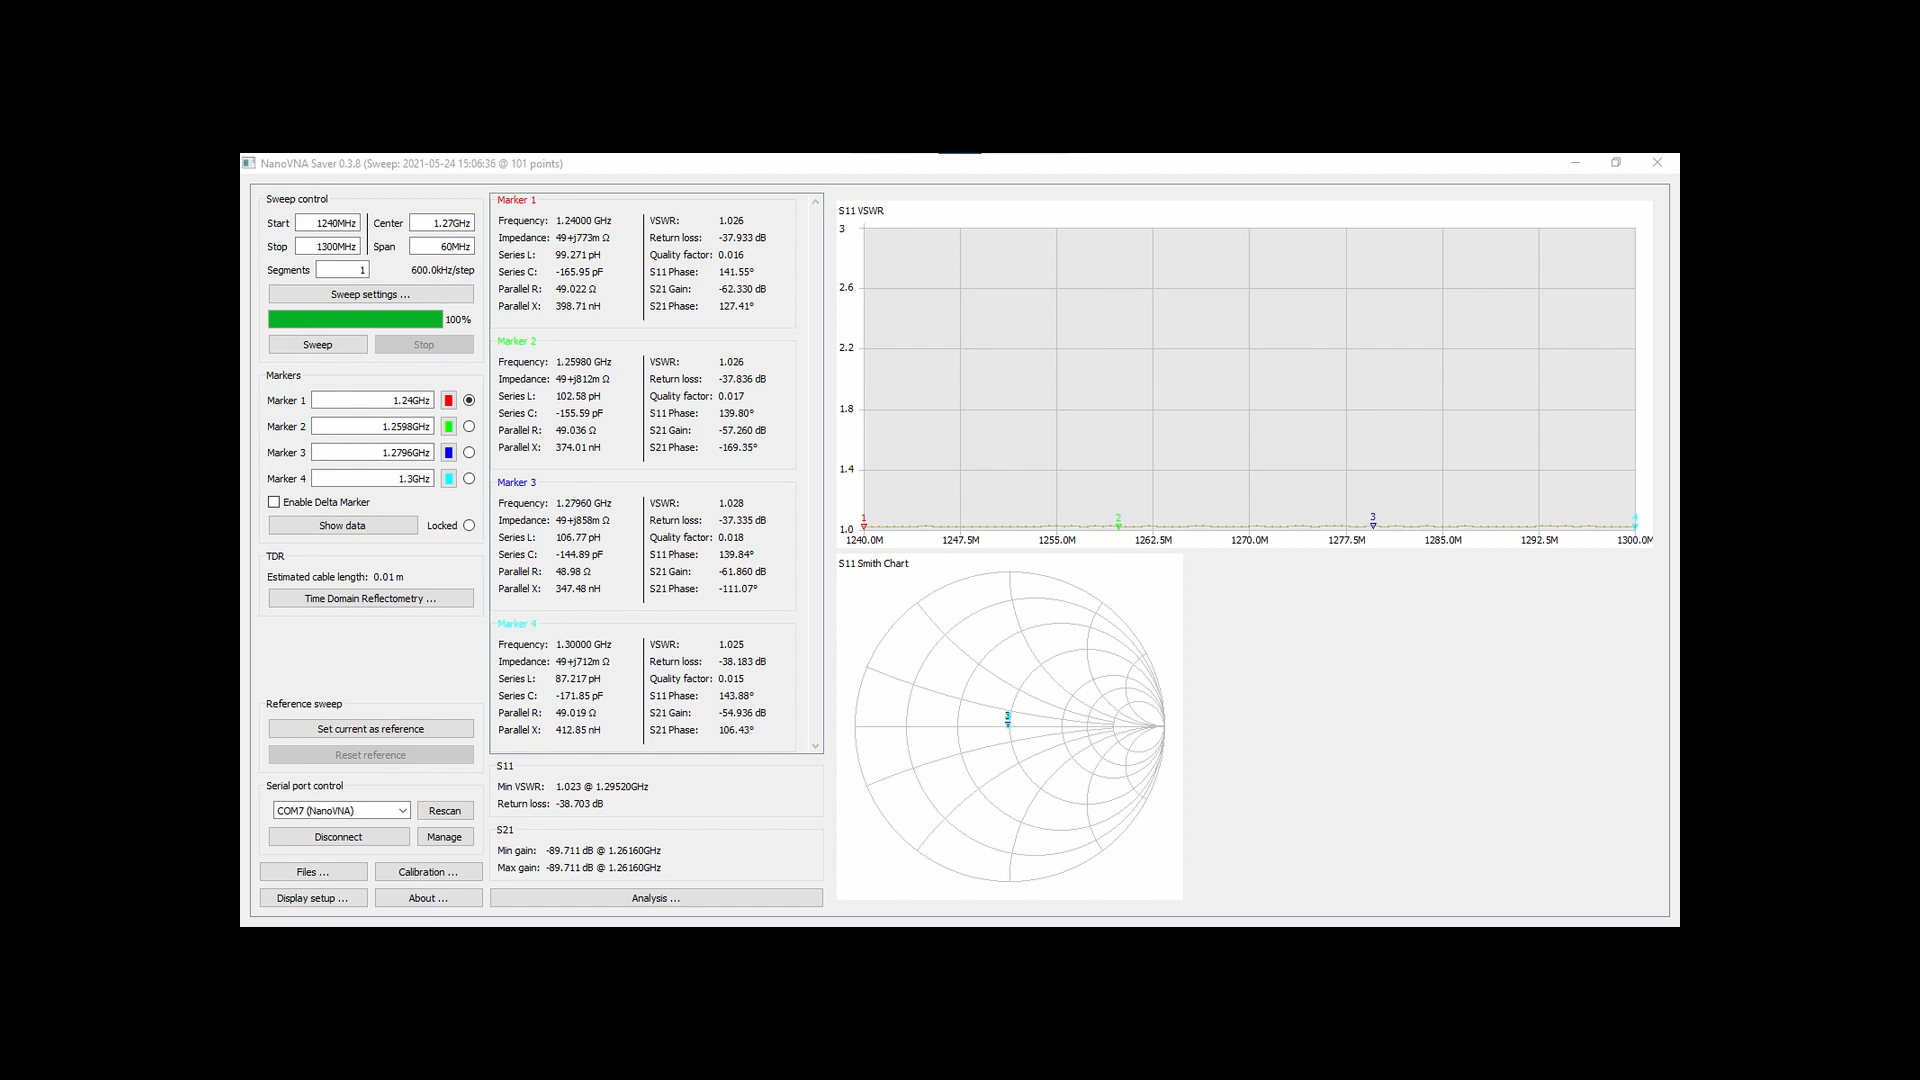 NanoVNA Saver 0.3.8 (Sweep: 2021-05-24 15:06:36 @ 101 points)
Sweep control
Start 1240MHz Center 1.27GHz
Stop 1300MHz Span 60MHz
Segments 1 600.0kHz/step
Sweep settings ...
100%
Sweep Stop
Markers
Marker 1 1.24GHz
Marker 2 1.2598GHz
Marker 3 1.2796GHz
Marker 4 1.3GHz
Enable Delta Marker
Show data Locked
TDR
Estimated cable length: 0.01 m
Time Domain Reflectometry ...
Reference sweep
Set current as reference
Reset reference
Serial port control
COM7 (NanoVNA) Rescan
Disconnect Manage
Files ... Calibration ...
Display setup ... About ...
Marker 1
Frequency: 1.24000 GHz VSWR: 1.026
Impedance: 49+j773m Ω Return loss: -37.933 dB
Series L: 99.271 pH Quality factor: 0.016
Series C: -165.95 pF S11 Phase: 141.55°
Parallel R: 49.022 Ω S21 Gain: -62.330 dB
Parallel X: 398.71 nH S21 Phase: 127.41°
Marker 2
Frequency: 1.25980 GHz VSWR: 1.026
Impedance: 49+j812m Ω Return loss: -37.836 dB
Series L: 102.58 pH Quality factor: 0.017
Series C: -155.59 pF S11 Phase: 139.80°
Parallel R: 49.036 Ω S21 Gain: -57.260 dB
Parallel X: 374.01 nH S21 Phase: -169.35°
Marker 3
Frequency: 1.27960 GHz VSWR: 1.028
Impedance: 49+j858m Ω Return loss: -37.335 dB
Series L: 106.77 pH Quality factor: 0.018
Series C: -144.89 pF S11 Phase: 139.84°
Parallel R: 48.98 Ω S21 Gain: -61.860 dB
Parallel X: 347.48 nH S21 Phase: -111.07°
Marker 4
Frequency: 1.30000 GHz VSWR: 1.025
Impedance: 49+j712m Ω Return loss: -38.183 dB
Series L: 87.217 pH Quality factor: 0.015
Series C: -171.85 pF S11 Phase: 143.88°
Parallel R: 49.019 Ω S21 Gain: -54.936 dB
Parallel X: 412.85 nH S21 Phase: 106.43°
S11
Min VSWR: 1.023 @ 1.29520GHz
Return loss: -38.703 dB
S21
Min gain: -89.711 dB @ 1.26160GHz
Max gain: -89.711 dB @ 1.26160GHz
Analysis ...
S11 VSWR
3
2.6
2.2
1.8
1.4
1.0
1 2 3 4
1240.0M 1247.5M 1255.0M 1262.5M 1270.0M 1277.5M 1285.0M 1292.5M 1300.0M
S11 Smith Chart